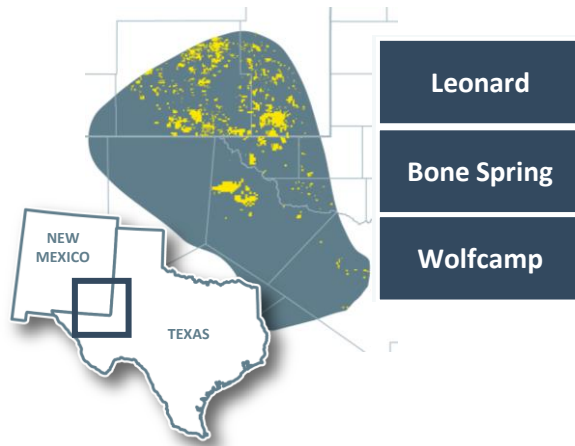 Leonard
Bone Spring
Wolfcamp
NEW
MEXICO
TEXAS